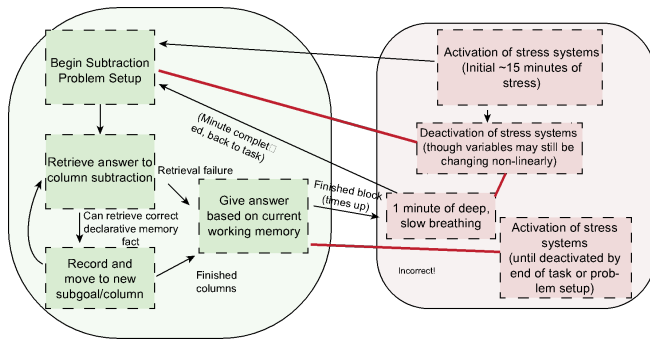 Begin Subtraction
Problem Setup
Activation of stress systems
(Initial ~15 minutes of
stress)
(Minute complet
ed, back to task)
Deactivation of stress systems
(though variables may still be
changing non-linearly)
Retrieve answer to
column subtraction
Retrieval failure
Give answer
based on current
working memory
Finished block
(times up)
1 minute of deep,
slow breathing
Can retrieve correct
declarative memory
fact
Activation of stress
systems
(until deactivated by
end of task or prob-
lem setup)
Record and
move to new
subgoal/column
Finished
columns
Incorrect!